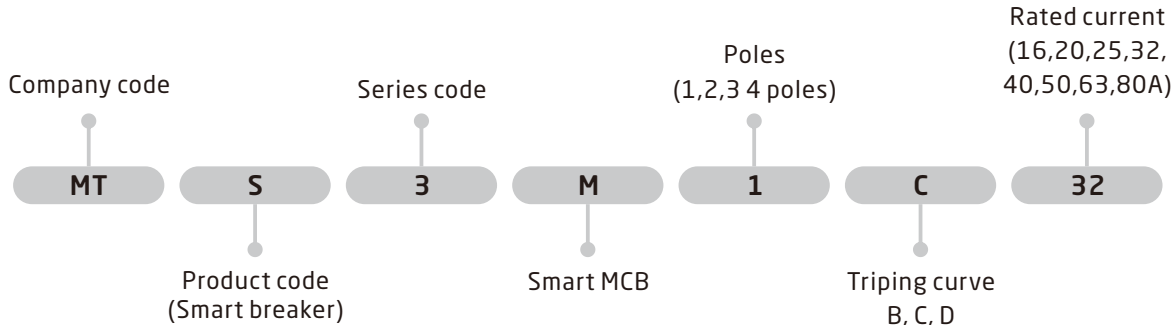 Rated current
(16,20,25,32,
40,50,63,80A)
Poles
(1,2,3 4 poles)
Company code
Series code
MT S 3 M 1 C 32
Product code
(Smart breaker)
Smart MCB
Triping curve
B, C, D